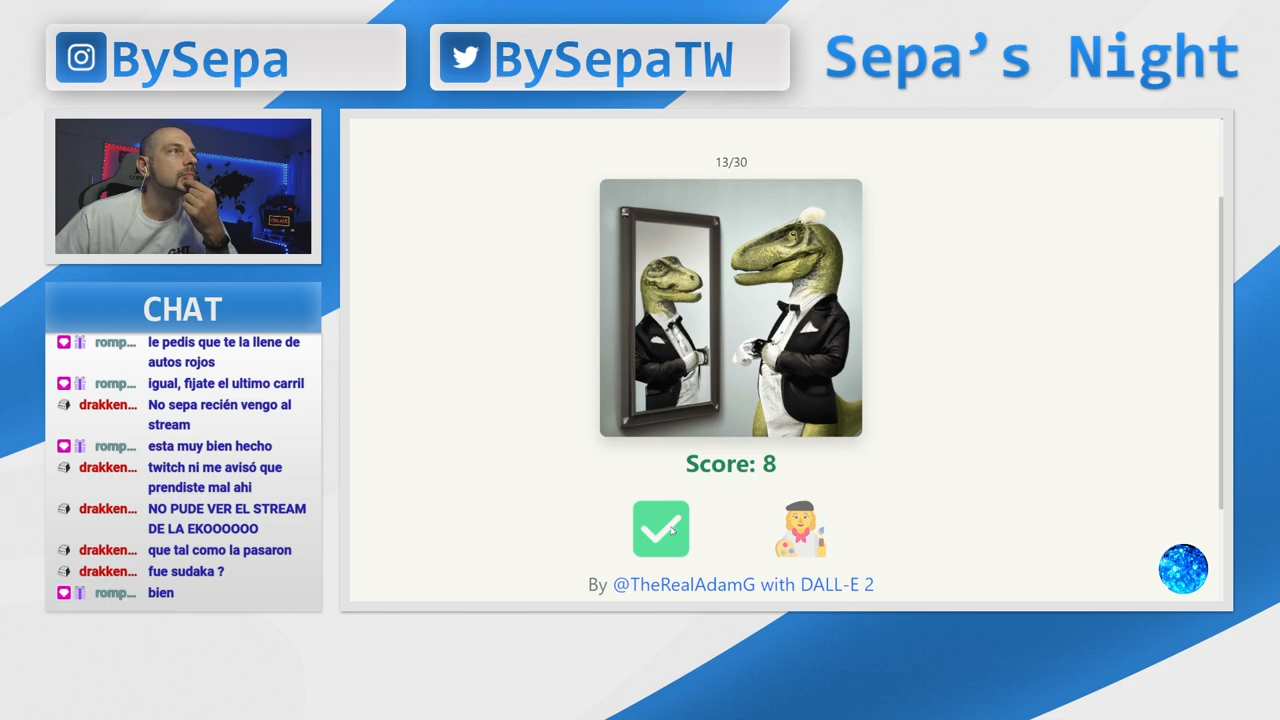 BySepa
BySepaTW
Sepa's Night
CHAT
romp... le pedis que te la llene de
autos rojos
romp... igual, fijate el ultimo carril
drakken... No sepa recién vengo al
stream
romp... esta muy bien hecho
drakken... twitch ni me avisó que
prendiste mal ahi
drakken... NO PUDE VER EL STREAM
DE LA EKOOOOOO
drakken... que tal como la pasaron
drakken... fue sudaka ?
romp... bien
13/30
Score: 8
By @TheRealAdamG with DALL-E 2